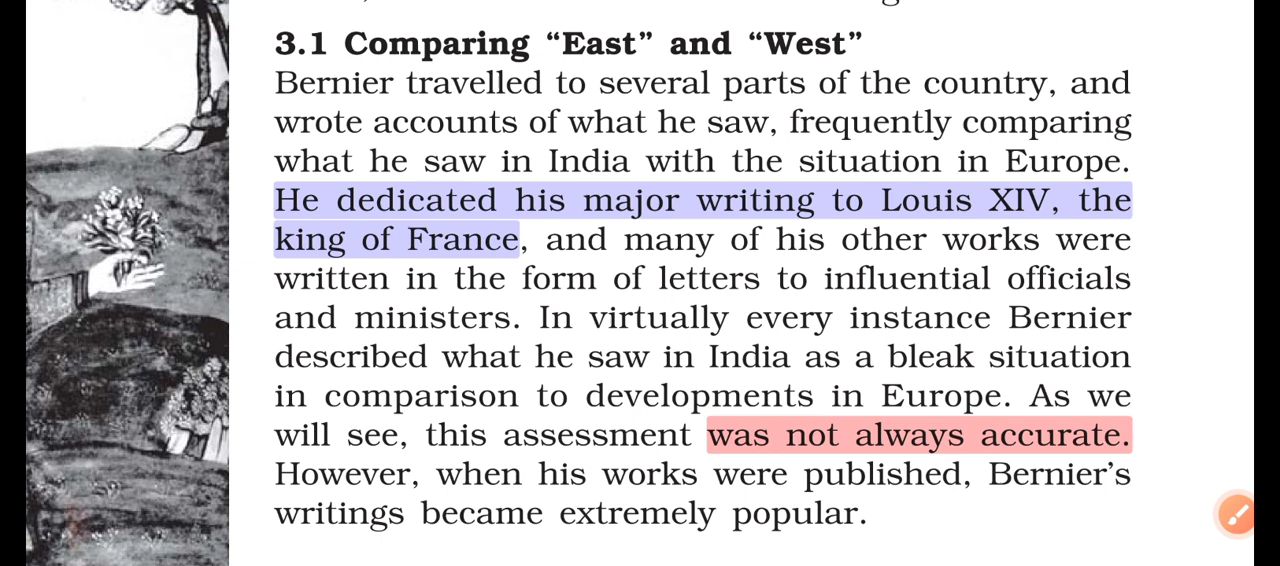 3.1 Comparing “East” and “West”
Bernier travelled to several parts of the country, and
wrote accounts of what he saw, frequently comparing
what he saw in India with the situation in Europe.
He dedicated his major writing to Louis XIV, the
king of France, and many of his other works were
written in the form of letters to influential officials
and ministers. In virtually every instance Bernier
described what he saw in India as a bleak situation
in comparison to developments in Europe. As we
will see, this assessment was not always accurate.
However, when his works were published, Bernier’s
writings became extremely popular.